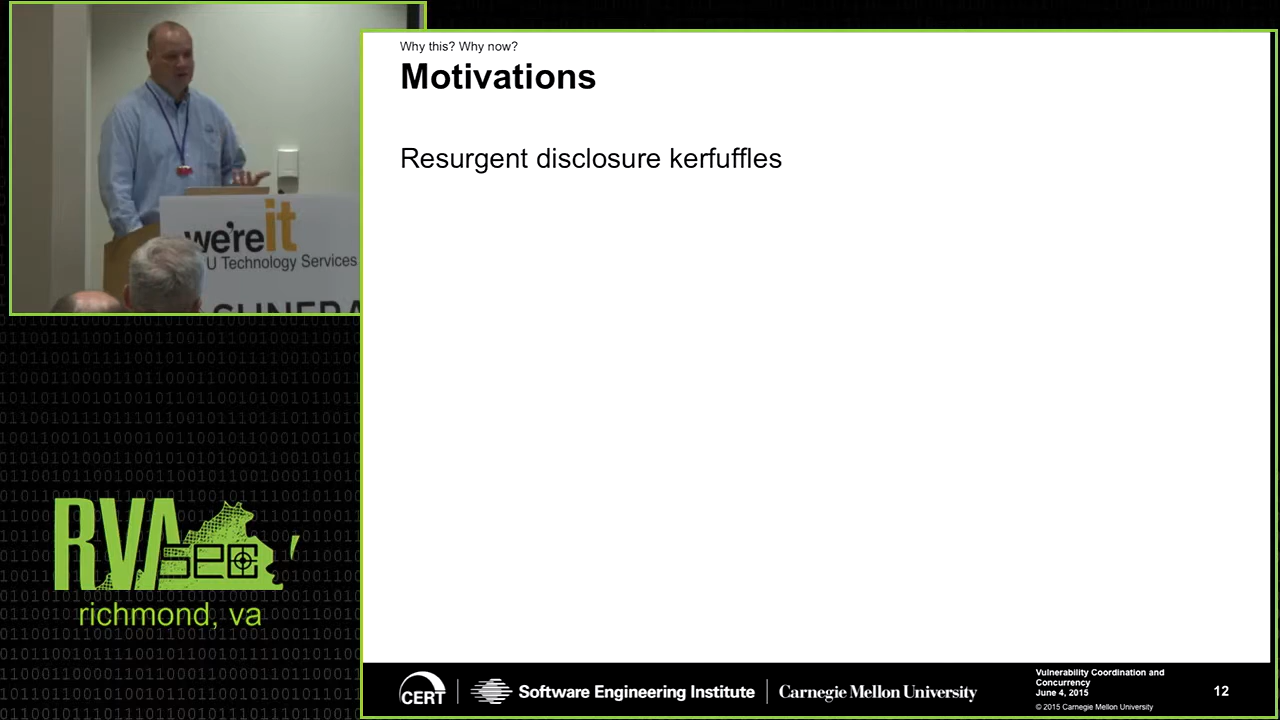 Why this? Why now?
Motivations
Resurgent disclosure kerfuffles
we're it
U Technology Services
RVA
sec
richmond, va
CERT
Software Engineering Institute
Carnegie Mellon University
Vulnerability Coordination and
Concurrency
June 4, 2015
© 2015 Carnegie Mellon University
12